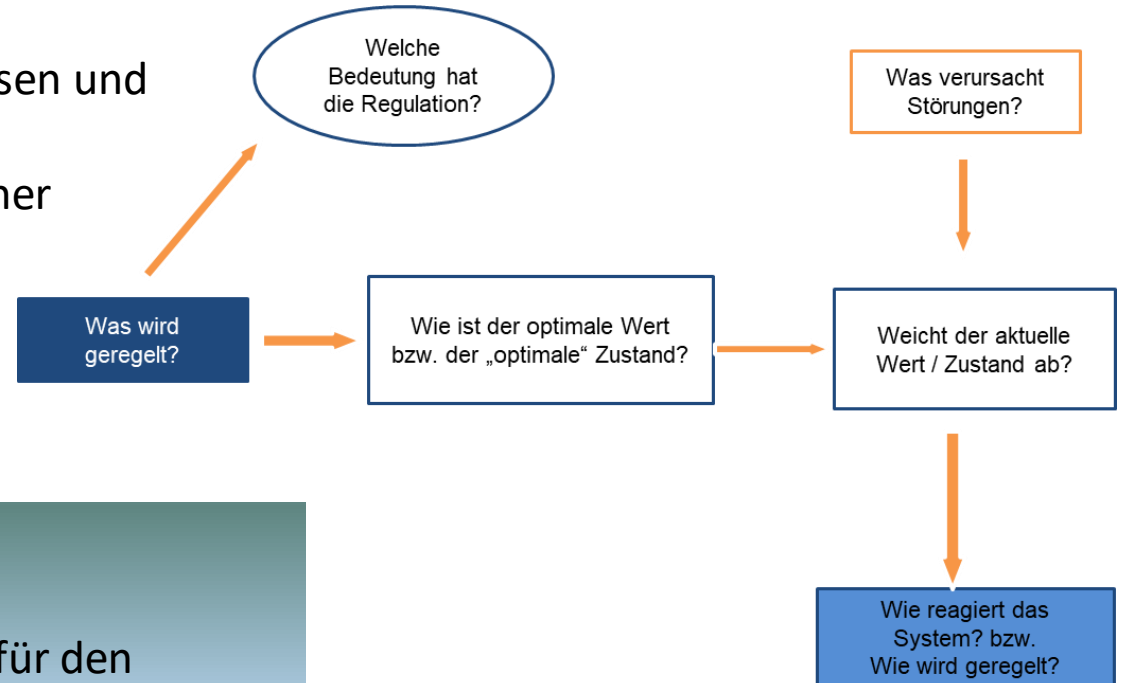 sen und
ner
für den
Welche
Bedeutung hat
die Regulation?
Was verursacht
Störungen?
Was wird
geregelt?
Wie ist der optimale Wert
bzw. der „optimale“ Zustand?
Weicht der aktuelle
Wert / Zustand ab?
Wie reagiert das
System? bzw.
Wie wird geregelt?